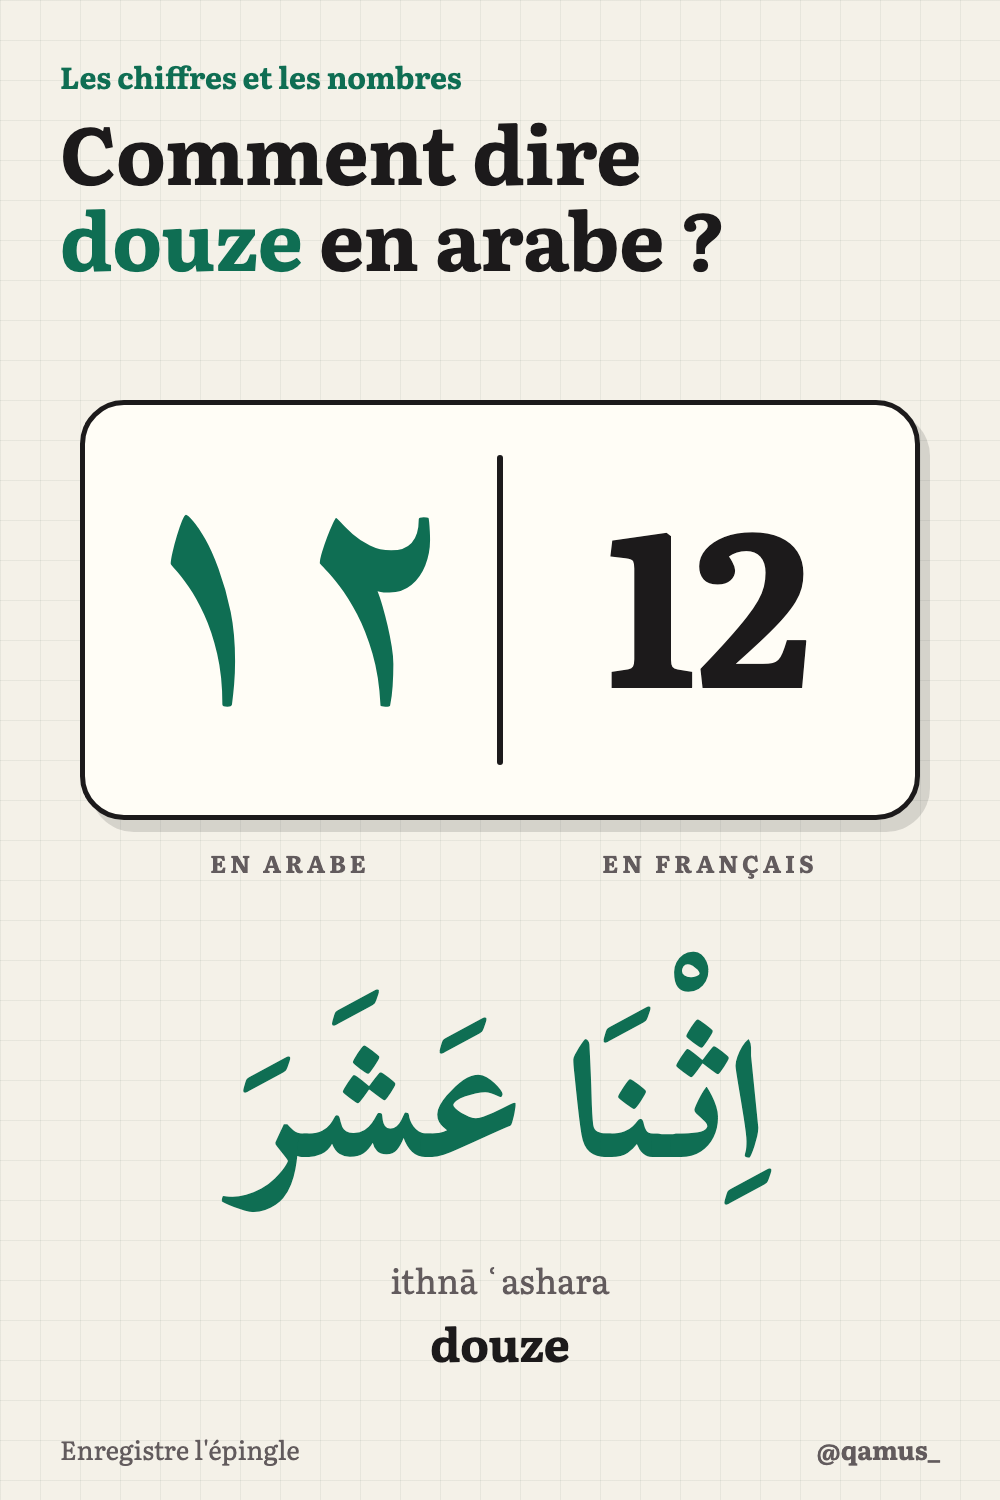 Les chiffres et les nombres
Comment dire
douze en arabe ?
١٢
12
EN ARABE
EN FRANÇAIS
اِثْنَا عَشَرَ
ithnā ʿashara
douze
Enregistre l'épingle
@qamus_